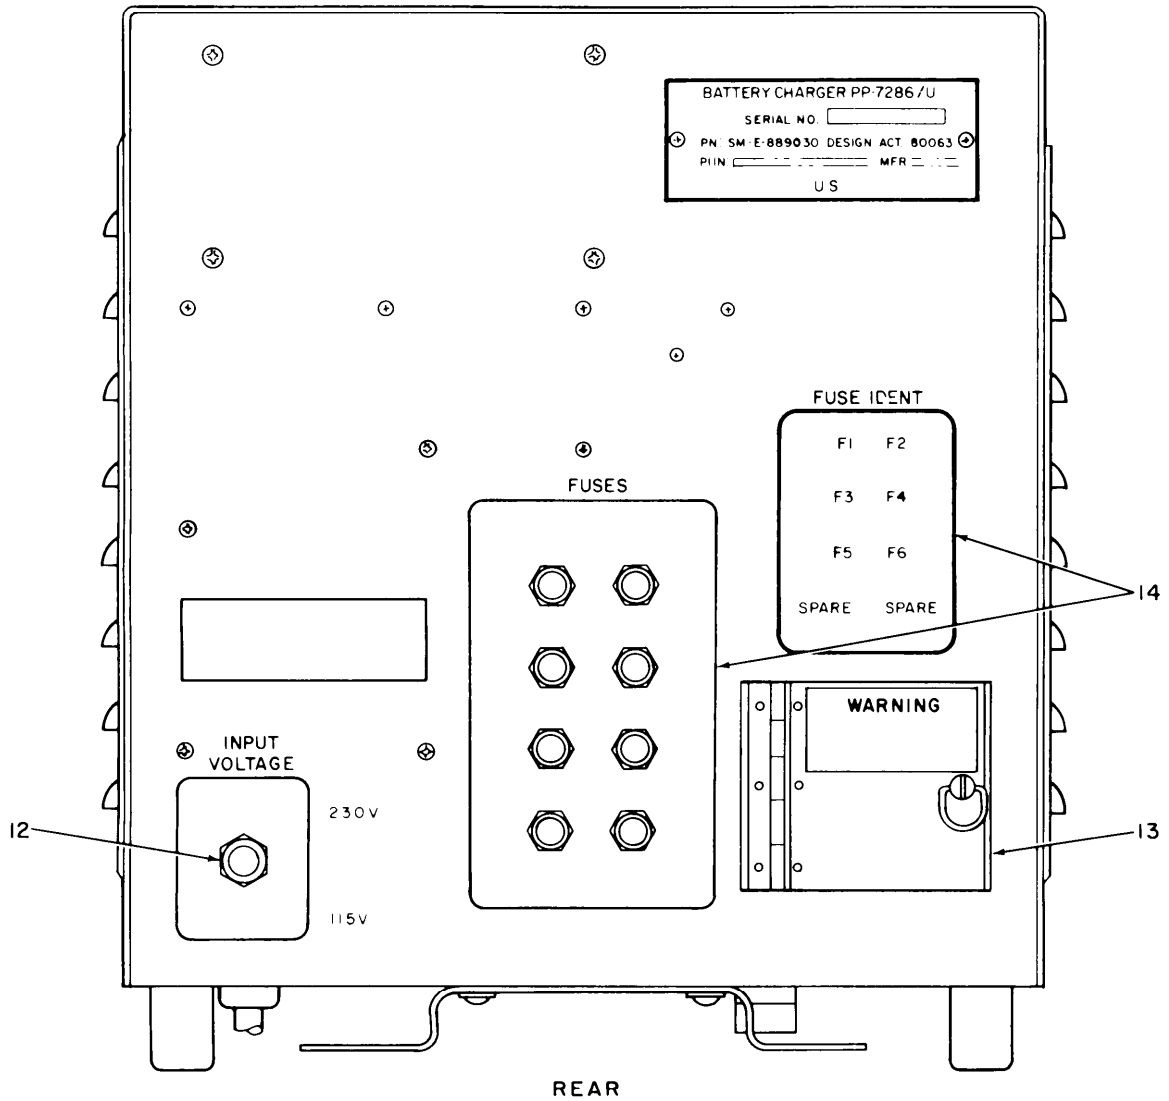 BATTERY CHARGER PP-7286/U
SERIAL NO.
PN: SM-E-889030 DESIGN ACT 80063
PIIN MFR
US
FUSE IDENT
F1 F2
F3 F4
F5 F6
SPARE SPARE
FUSES
14
WARNING
INPUT
VOLTAGE
230V
12
13
115V
REAR